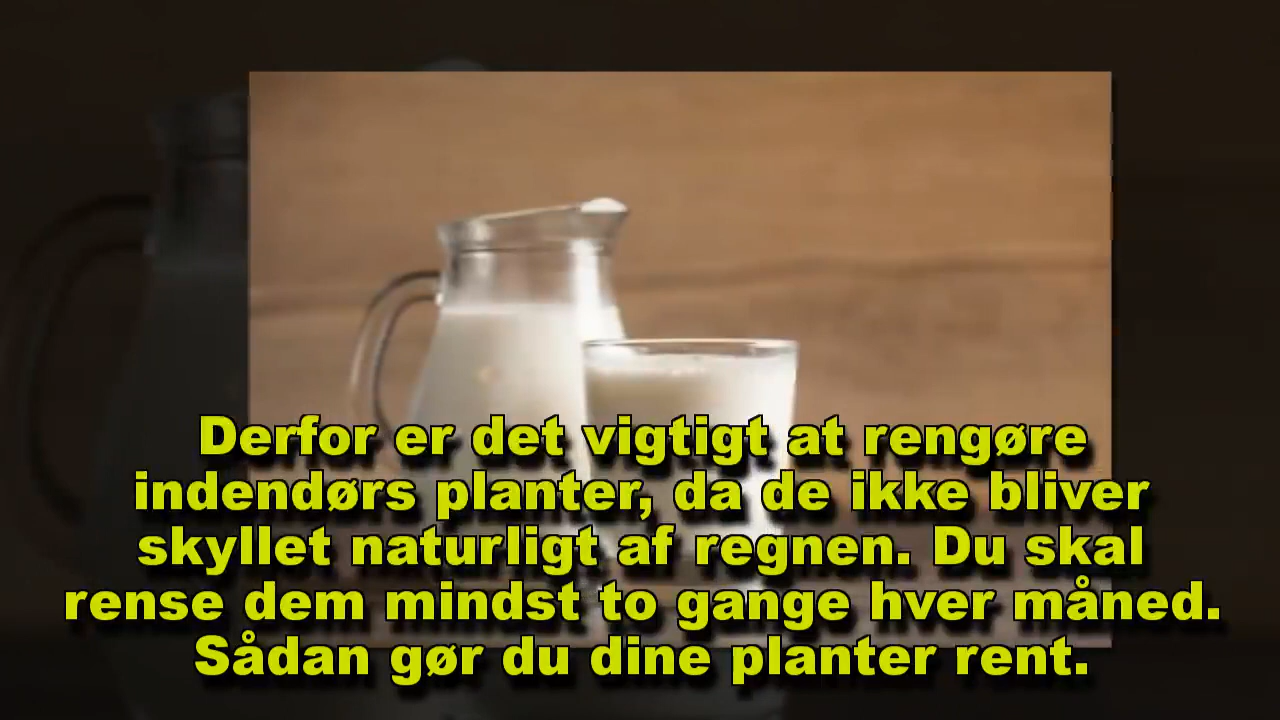 Derfor er det vigtigt at rengøre
indendørs planter, da de ikke bliver
skyllet naturligt af regnen. Du skal
rense dem mindst to gange hver måned.
Sådan gør du dine planter rent.